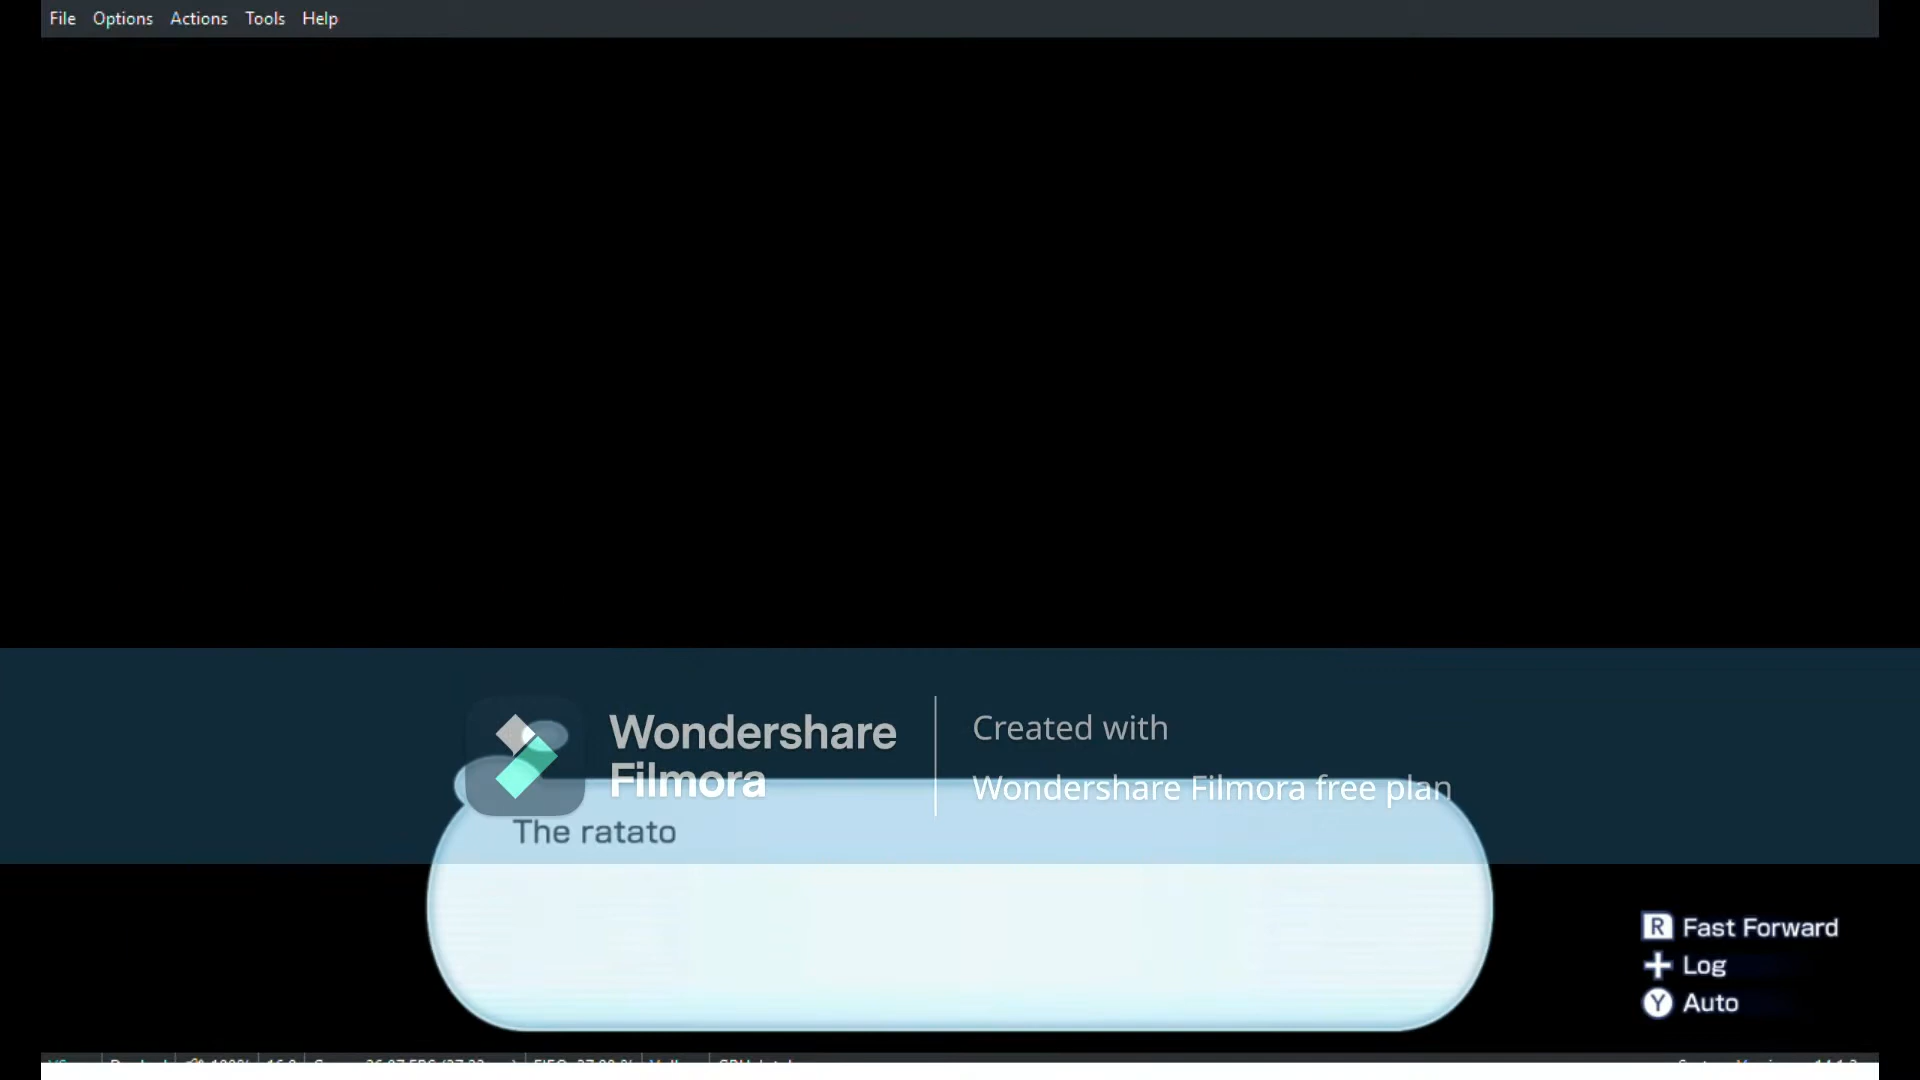 File Options Actions Tools Help
Wondershare
Filmora
Created with
Wondershare Filmora free plan
The ratato
R Fast Forward
Log
Y Auto